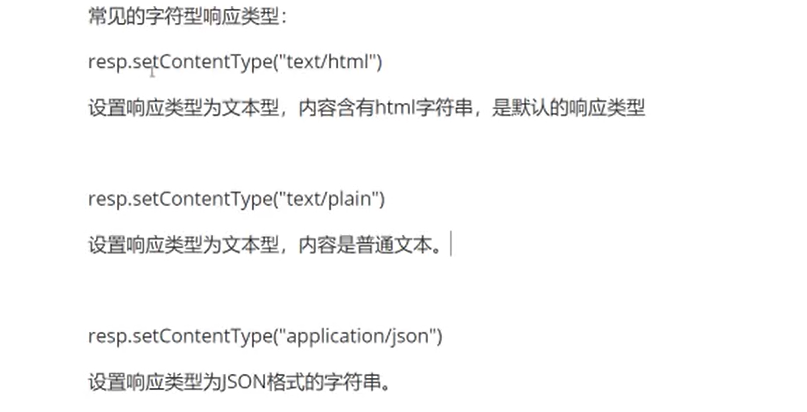 常见的字符型响应类型：
resp.setContentType("text/html")
设置响应类型为文本型，内容含有html字符串，是默认的响应类型
resp.setContentType("text/plain")
设置响应类型为文本型，内容是普通文本。
resp.setContentType("application/json")
设置响应类型为JSON格式的字符串。